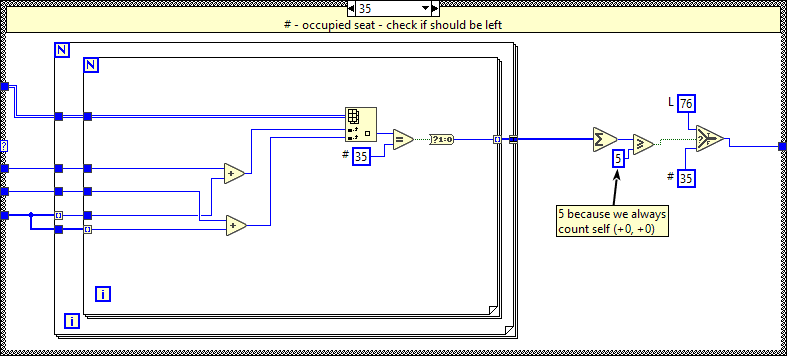 35
# - occupied seat - check if should be left
N
N
# 35
=
?1:0
+
+
i
i
Σ
≥
5
L 76
# 35
T
F
?
?
5 because we always
count self (+0, +0)